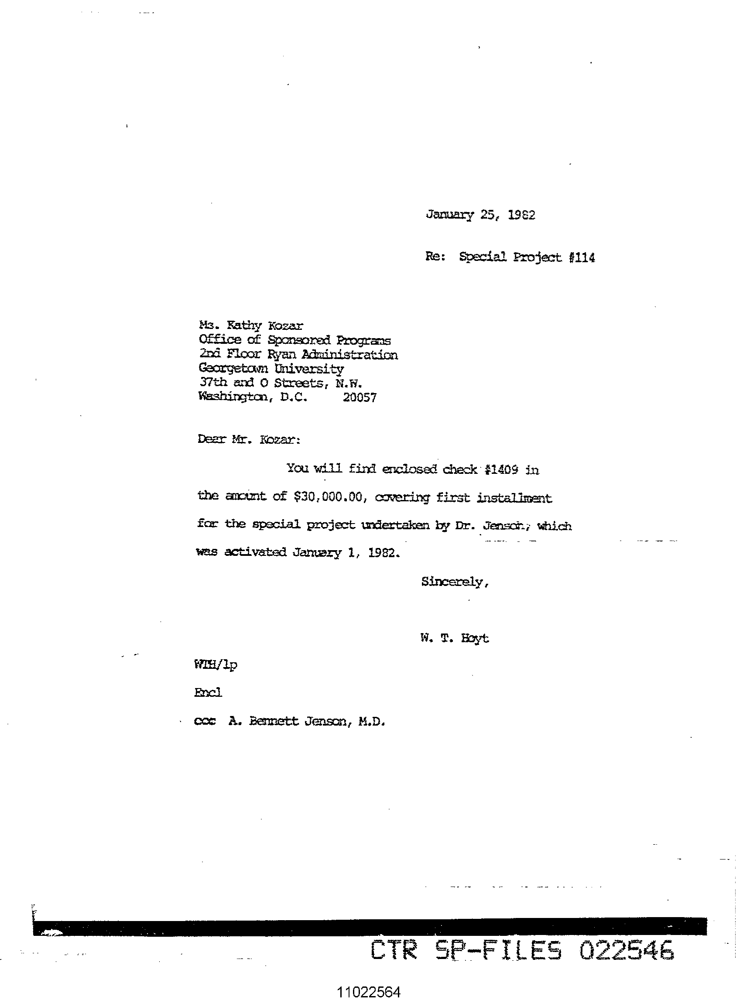 January 25, 1982
Re: Special Project #114
Ms. Kathy Kozar
Office of Sponsored Programs
2nd Floor Ryan Administration
Georgetown University
37th and O Streets, N.W.
Washington, D.C. 20057
Dear Mr. Kozar:
You will find enclosed check #1409 in
the amount of $30,000.00, covering first installment
for the special project undertaken by Dr. Jenson, which
was activated January 1, 1982.
Sincerely,
W. T. Hoyt
WTH/lp
Encl
cc: A. Bennett Jenson, M.D.
CTR SP-FILES 022546
11022564